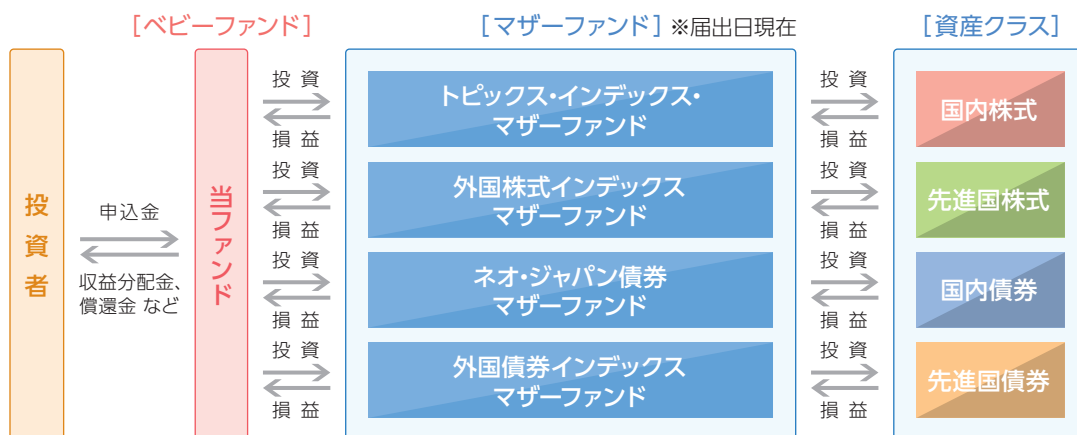 [ベビーファンド]
[マザーファンド] ※届出日現在
[資産クラス]
投資者
申込金
収益分配金、
償還金 など
当ファンド
投 資
損 益
トピックス・インデックス・
マザーファンド
投 資
損 益
国内株式
投 資
損 益
外国株式インデックス
マザーファンド
投 資
損 益
先進国株式
投 資
損 益
ネオ・ジャパン債券
マザーファンド
投 資
損 益
国内債券
投 資
損 益
外国債券インデックス
マザーファンド
投 資
損 益
先進国債券